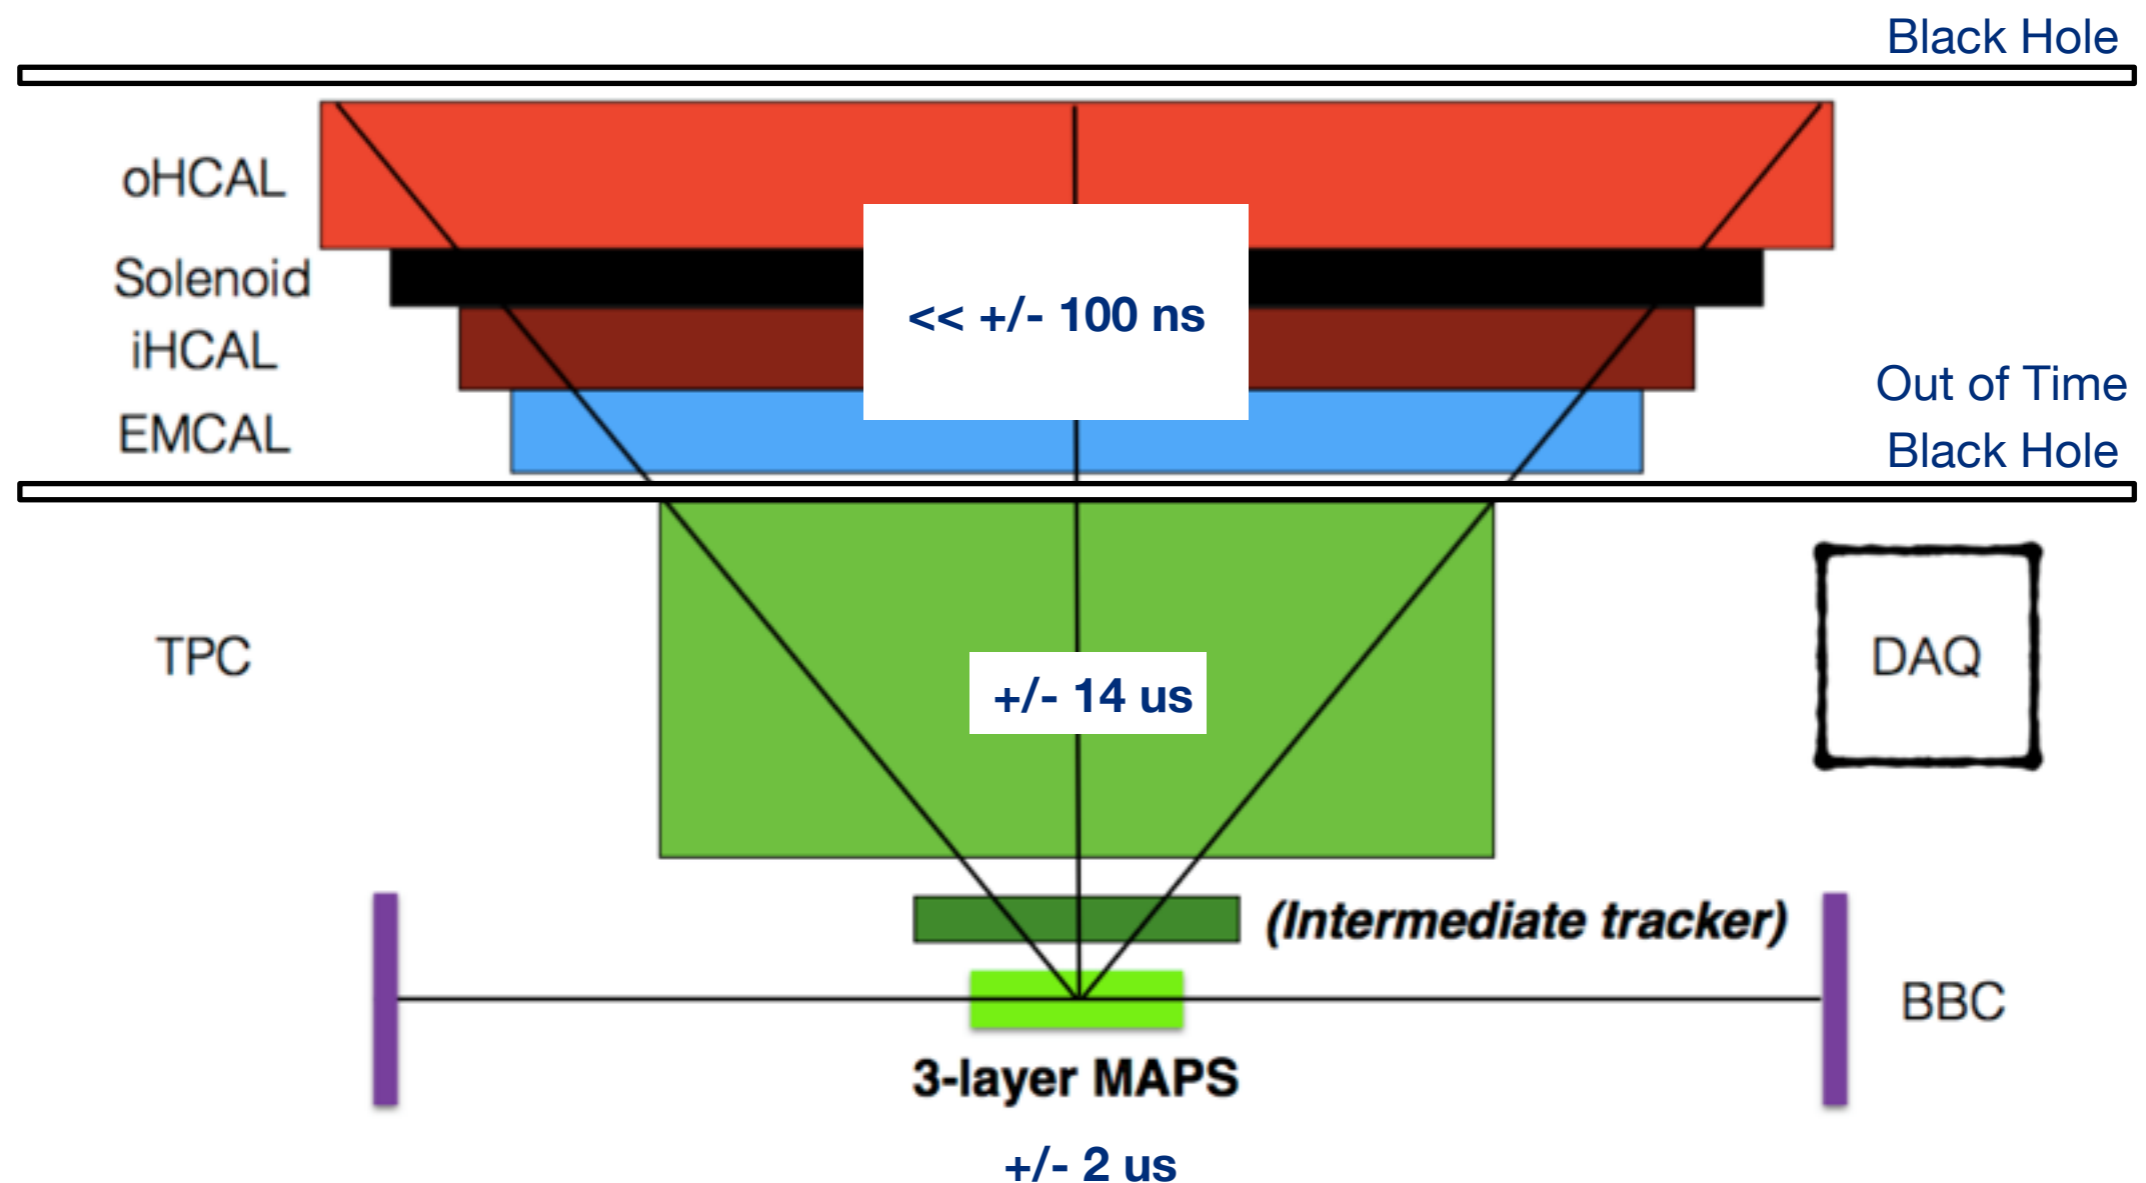 Black Hole
oHCAL
Solenoid
<< +/- 100 ns
iHCAL
Out of Time
Black Hole
EMCAL
TPC
+/- 14 us
DAQ
(Intermediate tracker)
BBC
3-layer MAPS
+/- 2 us